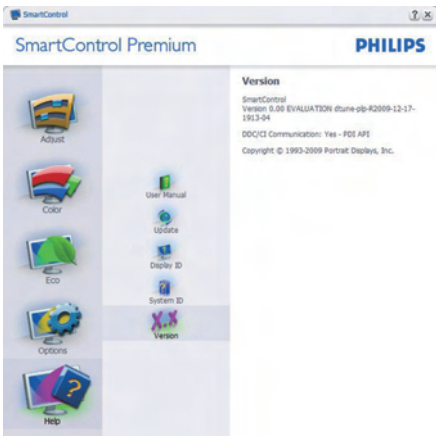 SmartControl
SmartControl Premium
PHILIPS
Adjust
Color
Eco
Options
Help
User Manual
Update
Display ID
System ID
Version
Version
SmartControl
Version 0.00 EVALUATION dtune-plp-R2009-12-17-
1913-04
DDC/CI Communication: Yes - PDI API
Copyright © 1993-2009 Portrait Displays, Inc.